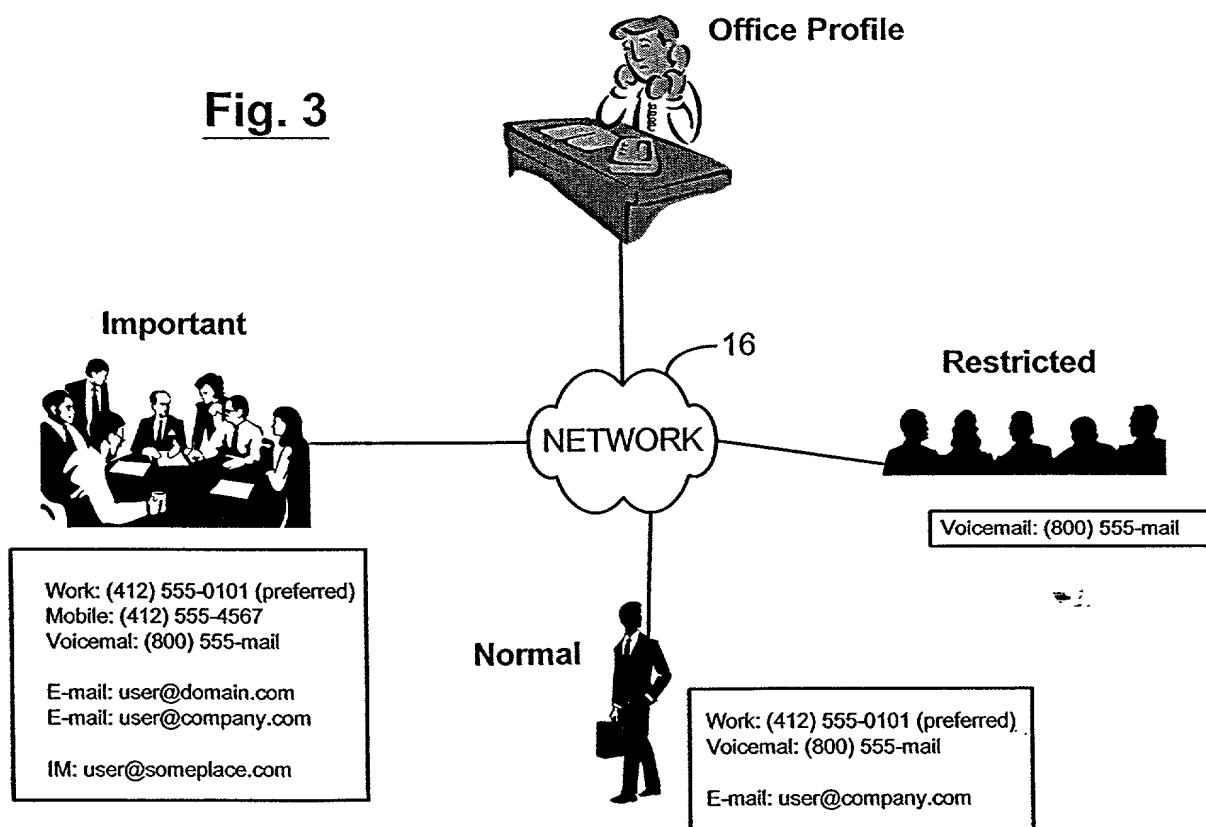 Office Profile
Fig. 3
Important
16
Restricted
NETWORK
Voicemail: (800) 555-mail
Work: (412) 555-0101 (preferred)
Mobile: (412) 555-4567
Voicemal: (800) 555-mail
E-mail: user@domain.com
E-mail: user@company.com
IM: user@someplace.com
Normal
Work: (412) 555-0101 (preferred)
Voicemal: (800) 555-mail
E-mail: user@company.com